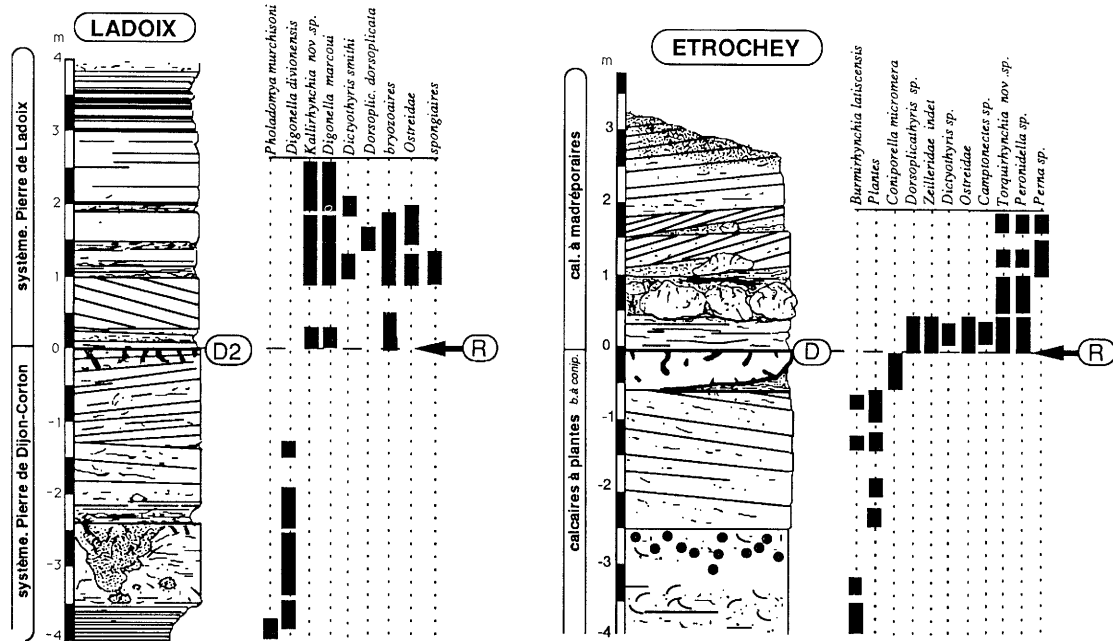 LADOIX
m
4
3
2
1
0
-1
-2
-3
-4
système. Pierre de Ladoix
système. Pierre de Dijon-Corton
Pholadomya murchisoni
Digonella divionensis
Kallirhynchia nov .sp.
Digonella marcoui
Dictyothyris smithi
Dorsoplic. dorsoplicata
bryozoaires
Ostreidae
spongiaires
D2
R
ETROCHEY
m
3
2
1
0
-1
-2
-3
-4
cal. à madréporaires
calcaires à plantes b.à conip.
Burmirhynchia latiscensis
Plantes
Coniporella micromera
Dorsoplicathyris sp.
Zeilleridae indet
Dictyothyris sp.
Ostreidae
Camptonectes sp.
Torquirhynchia nov .sp.
Peronidella sp.
Perna sp.
D
R